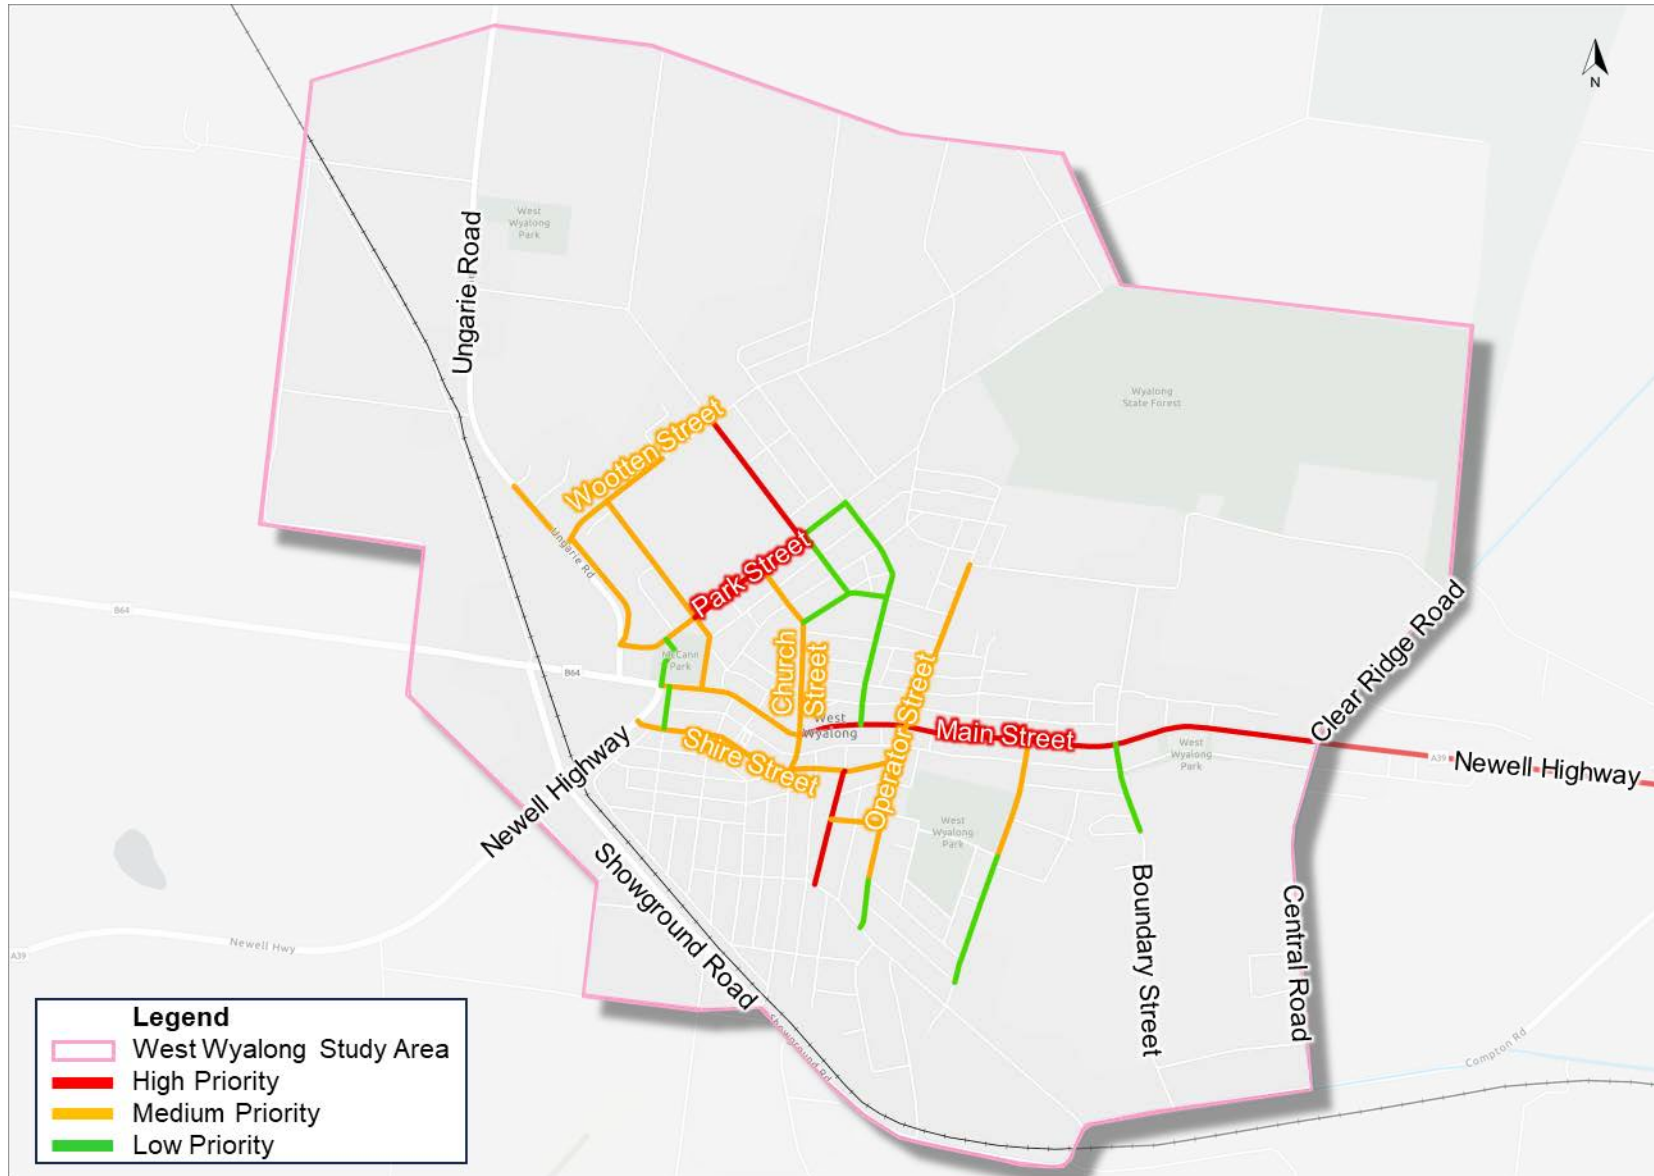 N
West
Wyalong
Park
Ungarie Road
Wyalong
State Forest
Wootten Street
Ungarie Rd
Park Street
B64
B64
McCann
Park
Church
Street
West
Wyalong
Operator Street
Main Street
Clear Ridge Road
West
Wyalong
Park
A39
Newell Highway
Shire Street
Newell Highway
West
Wyalong
Park
Showground Road
Boundary Street
Central Road
Newell Hwy
A39
Showground Rd
Compton Rd
Legend
West Wyalong Study Area
High Priority
Medium Priority
Low Priority